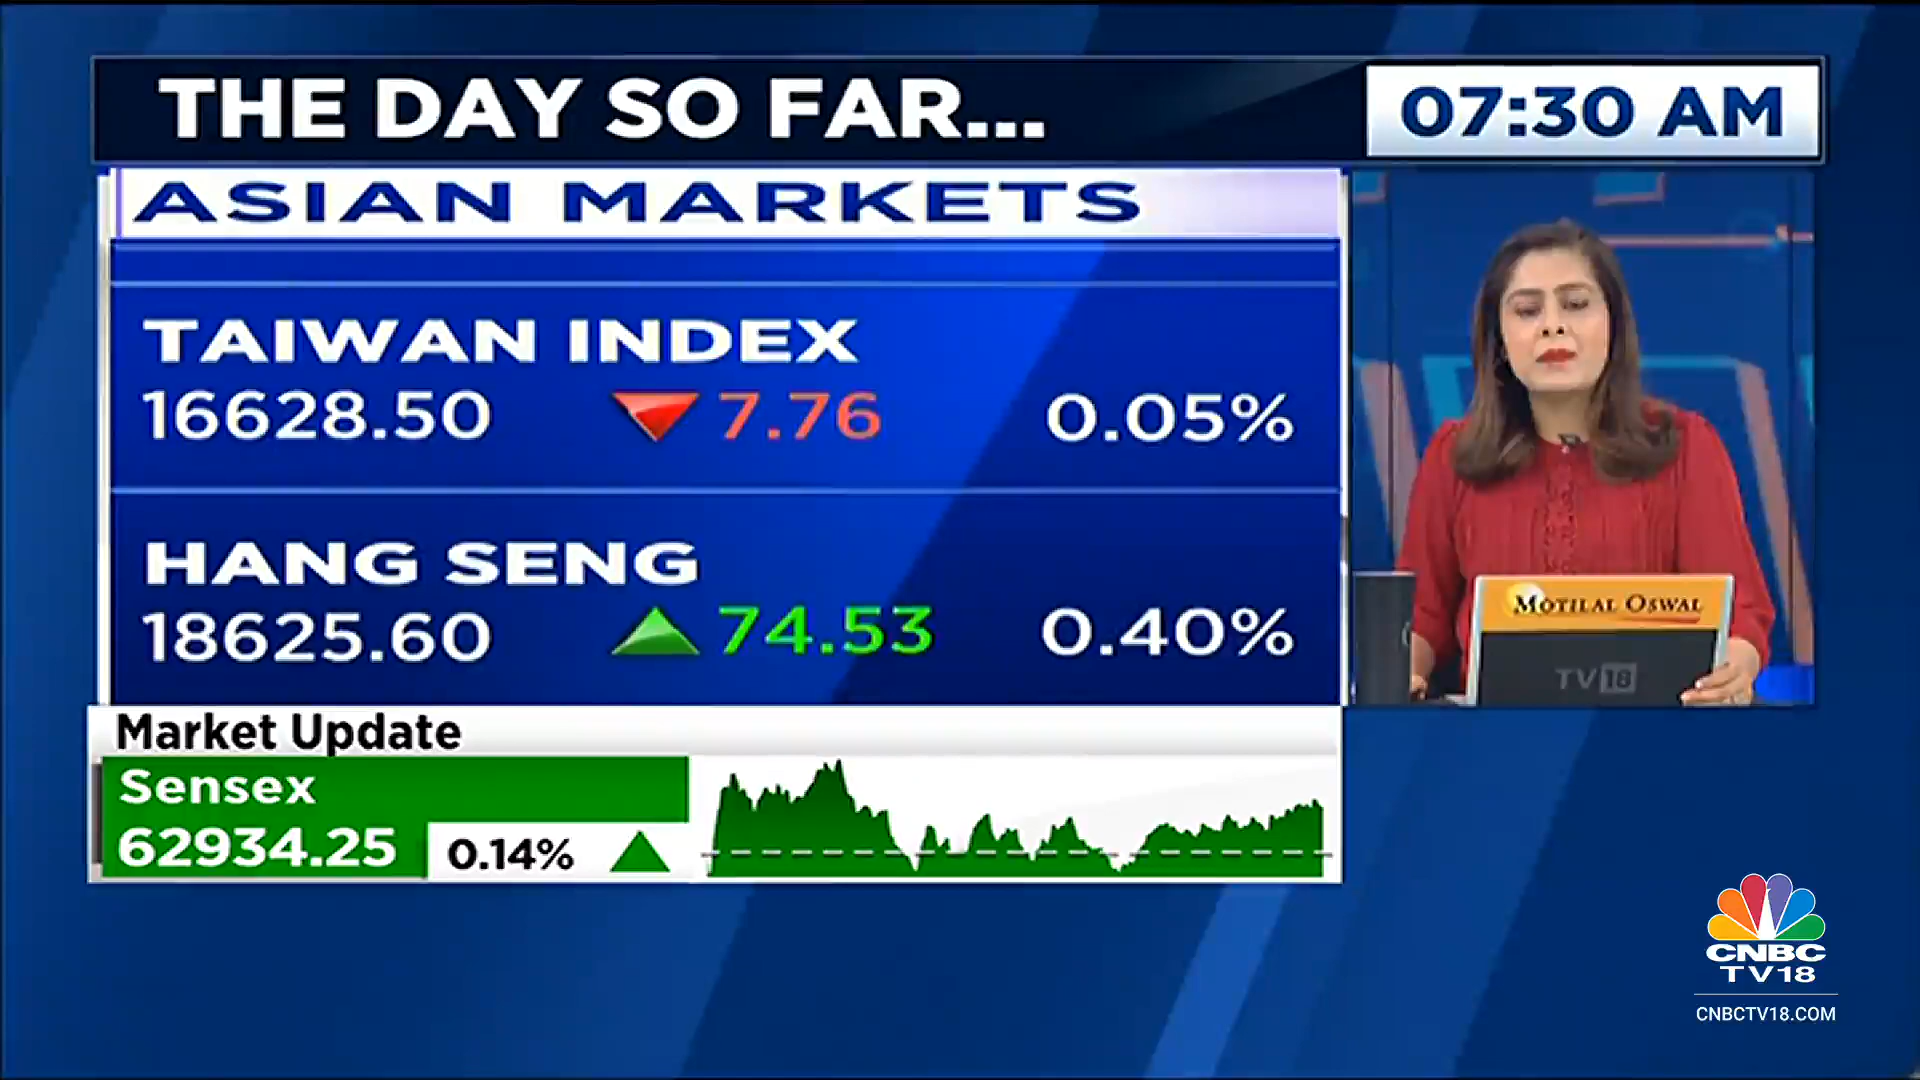 THE DAY SO FAR...
07:30 AM
ASIAN MARKETS
TAIWAN INDEX
16628.50 7.76 0.05%
HANG SENG
18625.60 74.53 0.40%
MOTILAL OSWAL
TV18
Market Update
Sensex
62934.25 0.14%
CNBC
TV18
CNBCTV18.COM